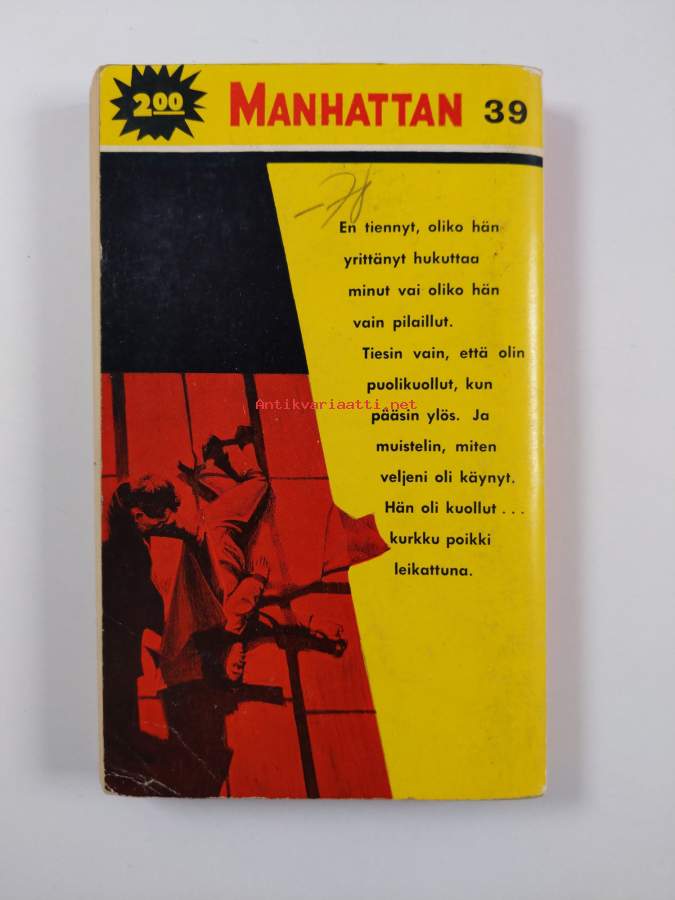 2.00 MANHATTAN 39
-78
En tiennyt, oliko hän
yrittänyt hukuttaa
minut vai oliko hän
vain pilaillut.
Tiesin vain, että olin
puolikuollut, kun
pääsin ylös. Ja
muistelin, miten
veljeni oli käynyt.
Hän oli kuollut ...
kurkku poikki
leikattuna.
Antikvariaatti.net